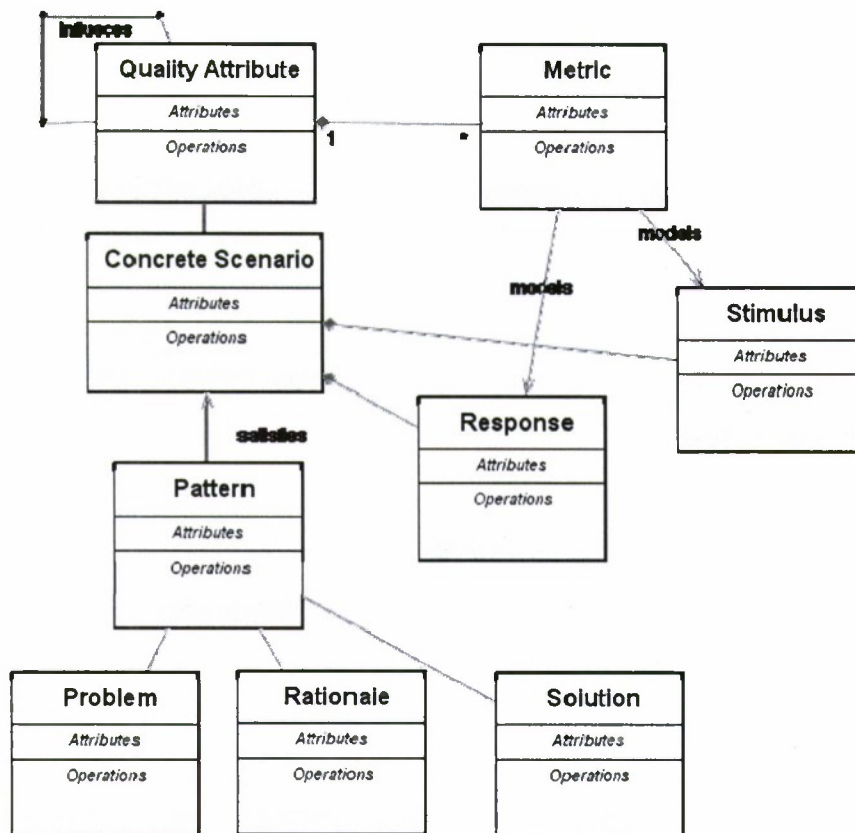 influeces
Quality Attribute
Attributes
Operations
1
*
Metric
Attributes
Operations
models
models
Concrete Scenario
Attributes
Operations
Stimulus
Attributes
Operations
satisfies
Response
Attributes
Operations
Pattern
Attributes
Operations
Problem
Attributes
Operations
Rationale
Attributes
Operations
Solution
Attributes
Operations